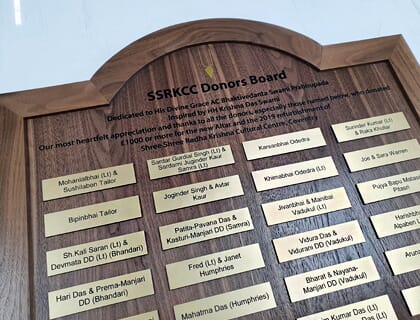 SSRKCC Donors Board
Dedicated to His Divine Grace AC Bhaktivedanta Swami Prabhupada
Inspired by HH Krishna Das Swami
Our most heartfelt appreciation and thanks to all the donors, especially those named below, who donated
£1000 or more for the new Altar and the 2019 refurbishment of
Shree Shree Radha Krishna Cultural Centre-Coventry
Mohanlalbhai (Lt) &
Sushilaben Tailor
Bipinbhai Tailor
Sh.Kali Saran (Lt) &
Devmata DD (Lt) (Bhandari)
Hari Das & Prema-Manjari
DD (Bhandari)
Sardar Gurdial Singh (Lt) &
Sardarni Joginder Kaur
Samra (Lt)
Joginder Singh & Avtar
Kaur
Patita-Pavana Das &
Kasturi-Manjari DD (Samra)
Fred (Lt) & Janet
Humphries
Mahatma Das (Humphries)
Karsanbhai Odedra
Khimabhai Odedra (Lt)
Jivanbhai & Manibai
Vadukul (Lt)
Vidura Das &
Vidurani DD (Vadukul)
Bharat & Nayana-
Manjari DD (Vadukul)
Kumar Das (Lt)
Surinder Kumar (Lt)
& Raka Khullar
Joe & Sara Warren
Pujya Bapu